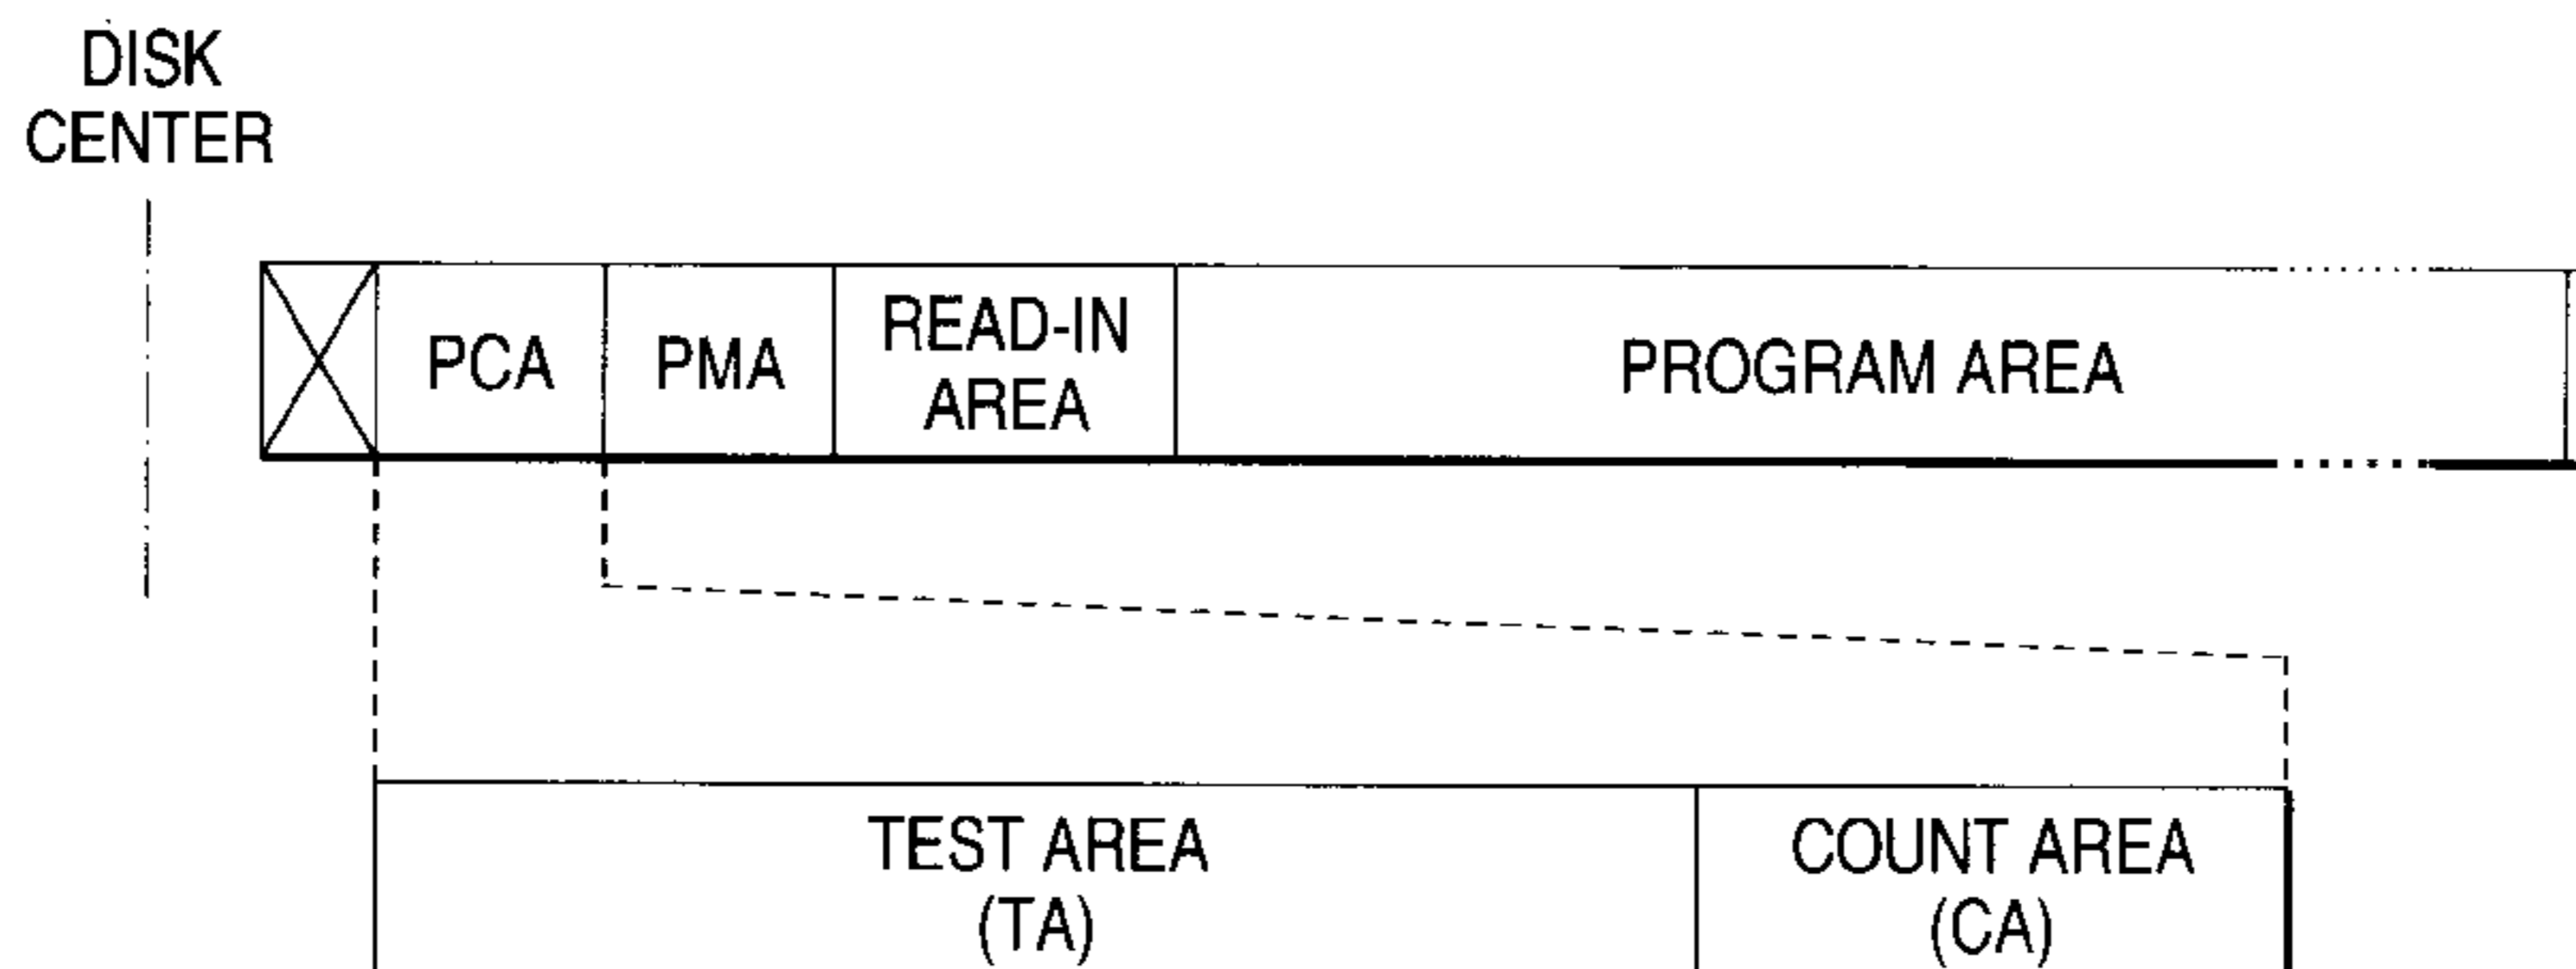 DISK
CENTER
PCA
PMA
READ-IN
AREA
PROGRAM AREA
TEST AREA
(TA)
COUNT AREA
(CA)